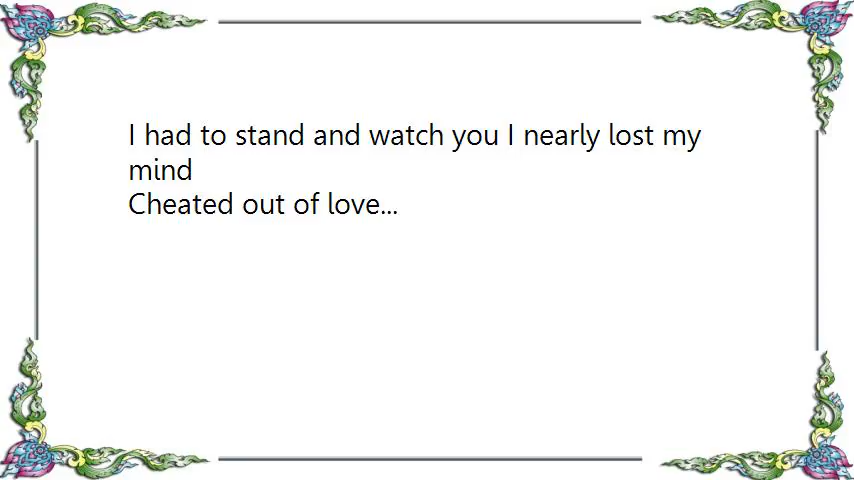 I had to stand and watch you I nearly lost my
mind
Cheated out of love...